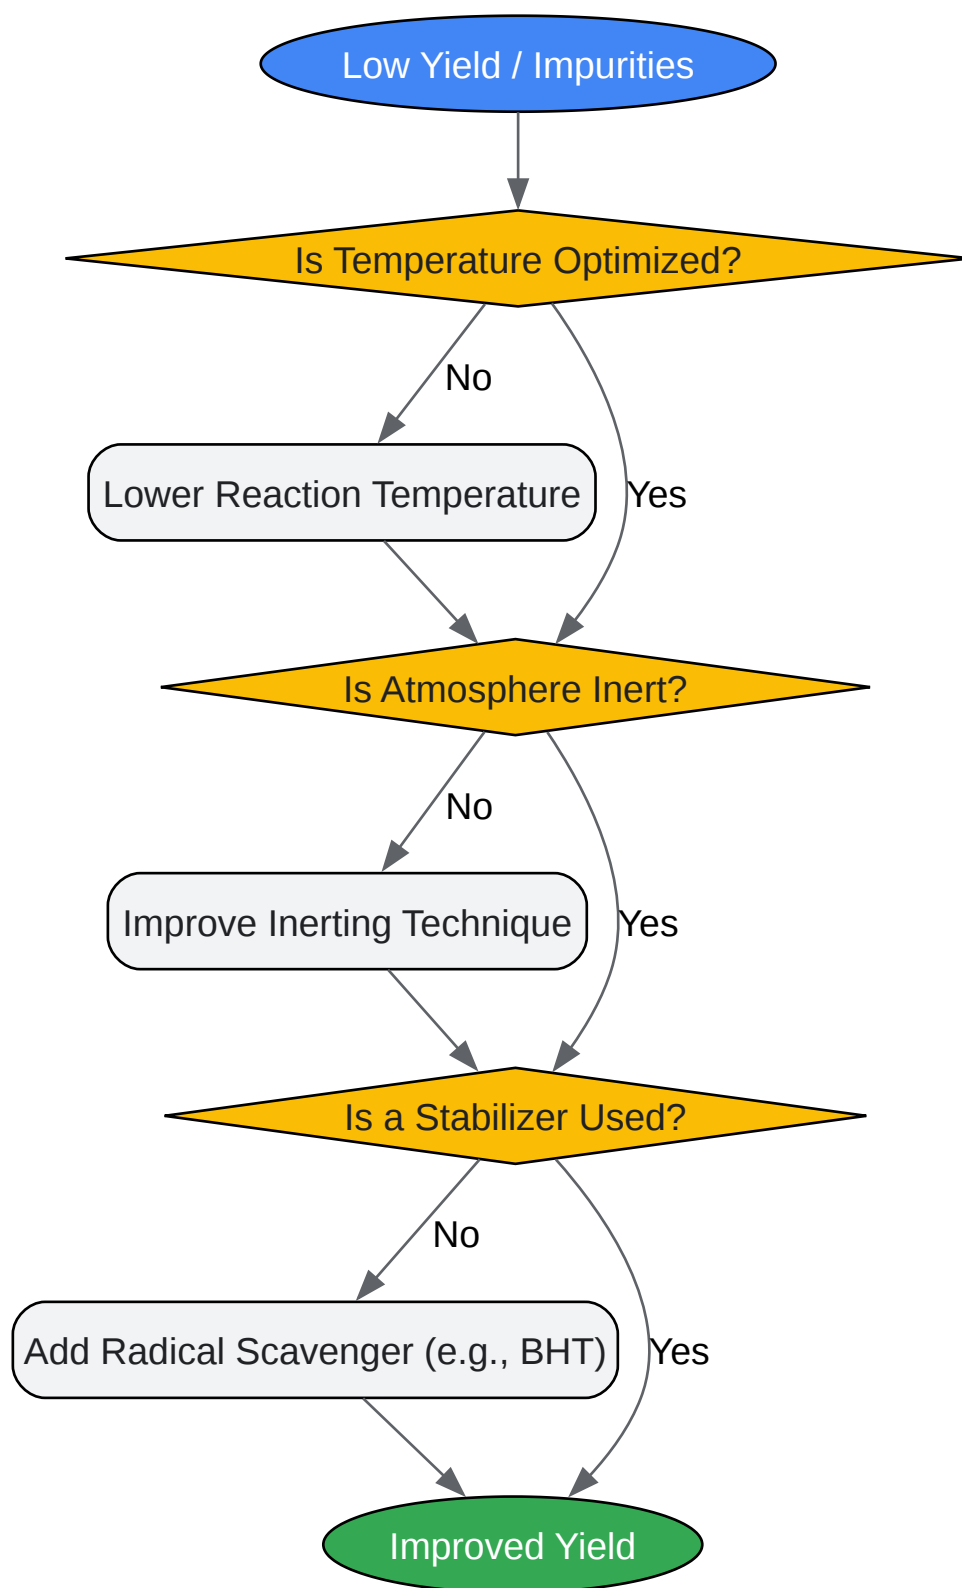 Low Yield / Impurities
Is Temperature Optimized?
No
Lower Reaction Temperature
Yes
Is Atmosphere Inert?
No
Improve Inerting Technique
Yes
Is a Stabilizer Used?
No
Add Radical Scavenger (e.g., BHT)
Yes
Improved Yield